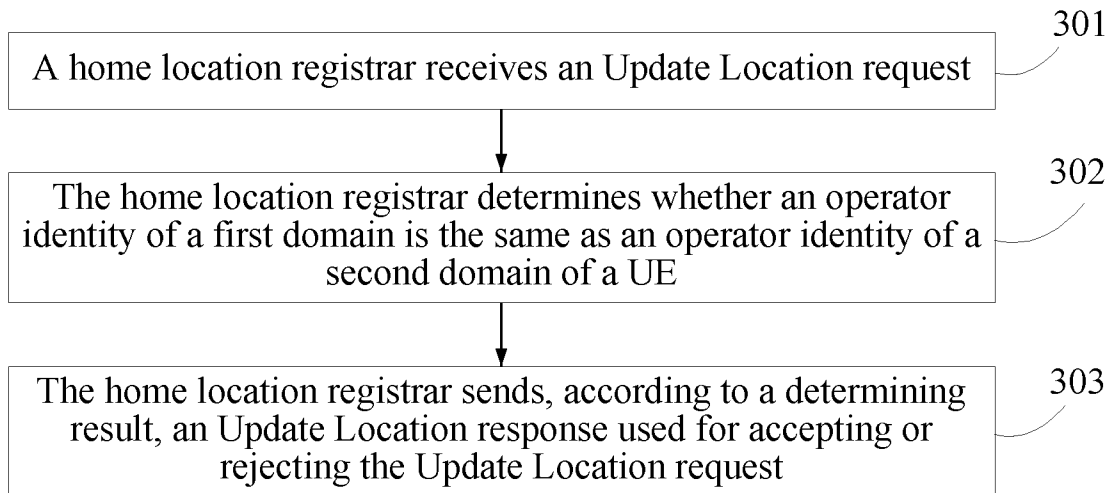 301
A home location registrar receives an Update Location request
302
The home location registrar determines whether an operator
identity of a first domain is the same as an operator identity of a
second domain of a UE
303
The home location registrar sends, according to a determining
result, an Update Location response used for accepting or
rejecting the Update Location request